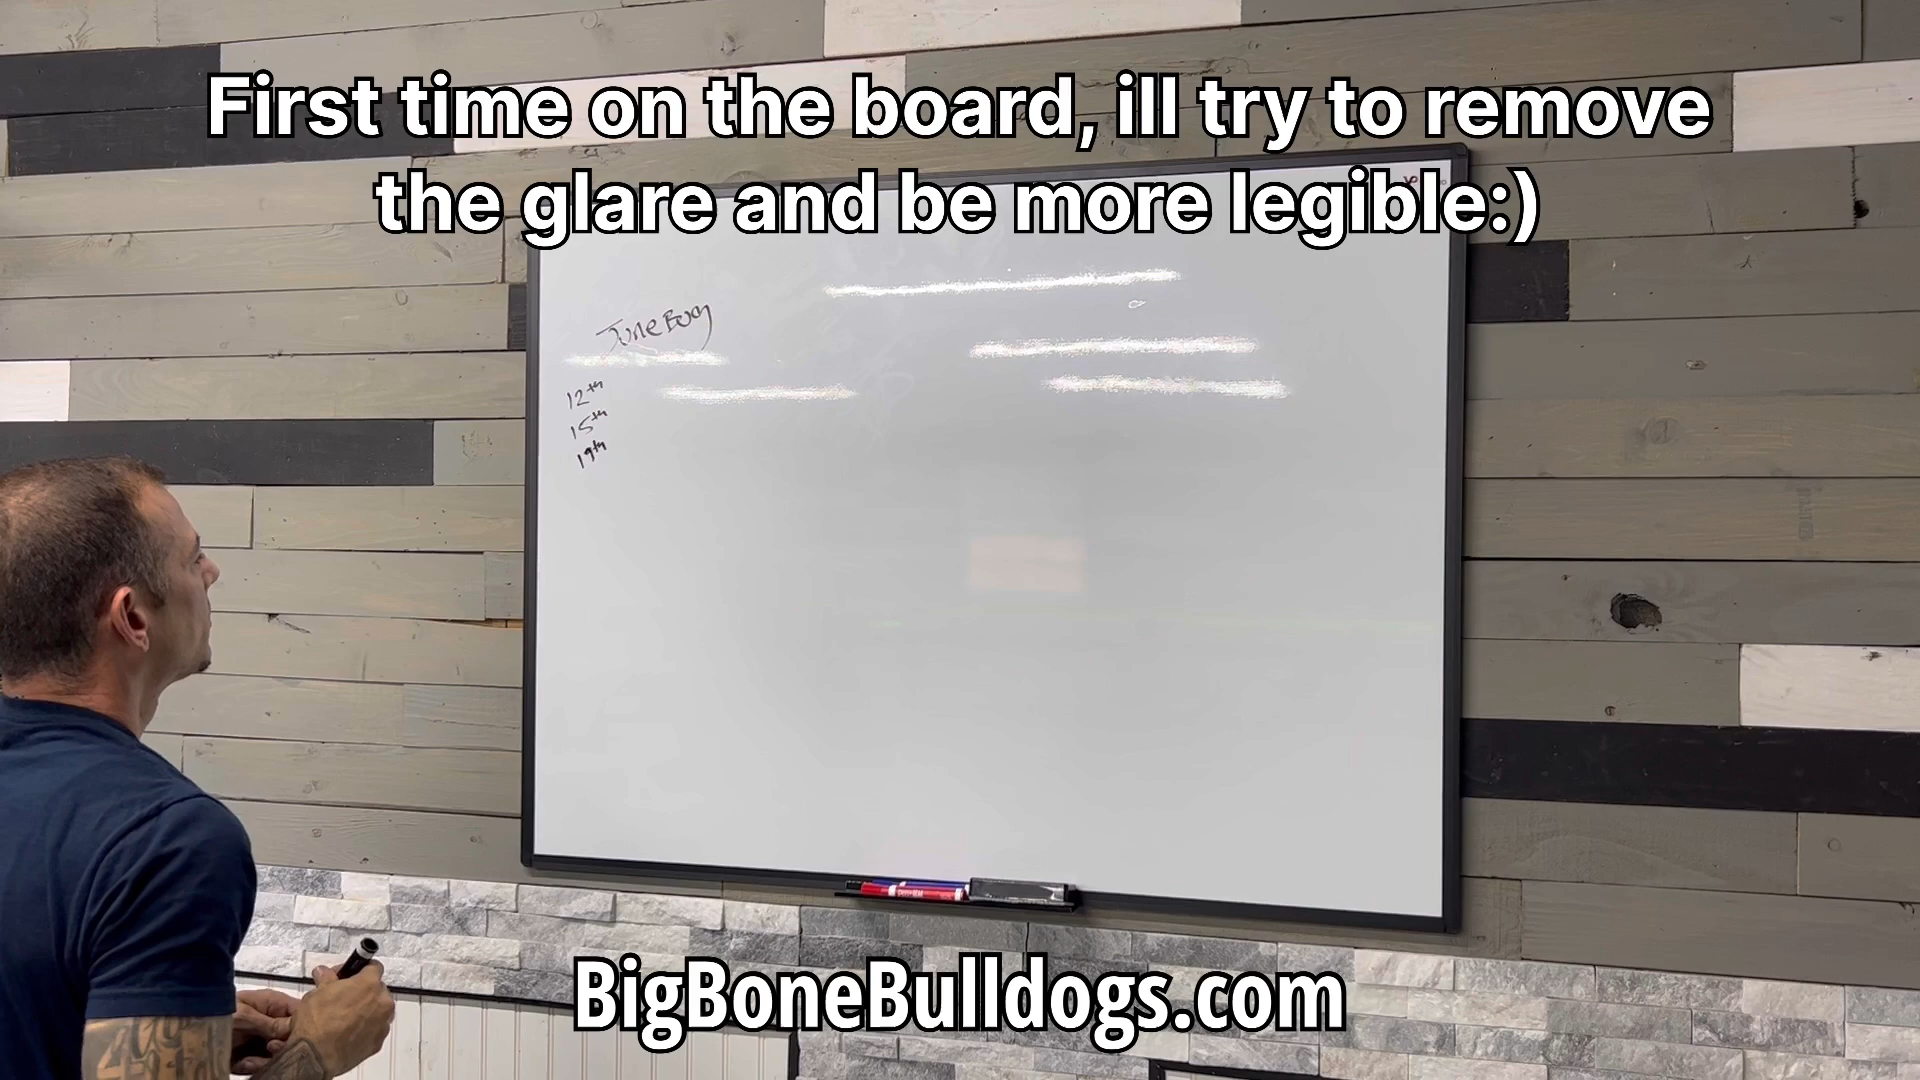 First time on the board, ill try to remove
the glare and be more legible:)
June Bug
12th
15th
19th
BigBoneBulldogs.com